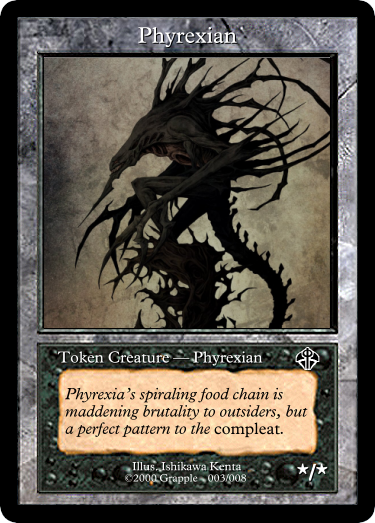 Phyrexian
Token Creature — Phyrexian
Phyrexia's spiraling food chain is
maddening brutality to outsiders, but
a perfect pattern to the compleat.
Illus. Ishikawa Kenta
©2000 Grapple 003/008
★/★